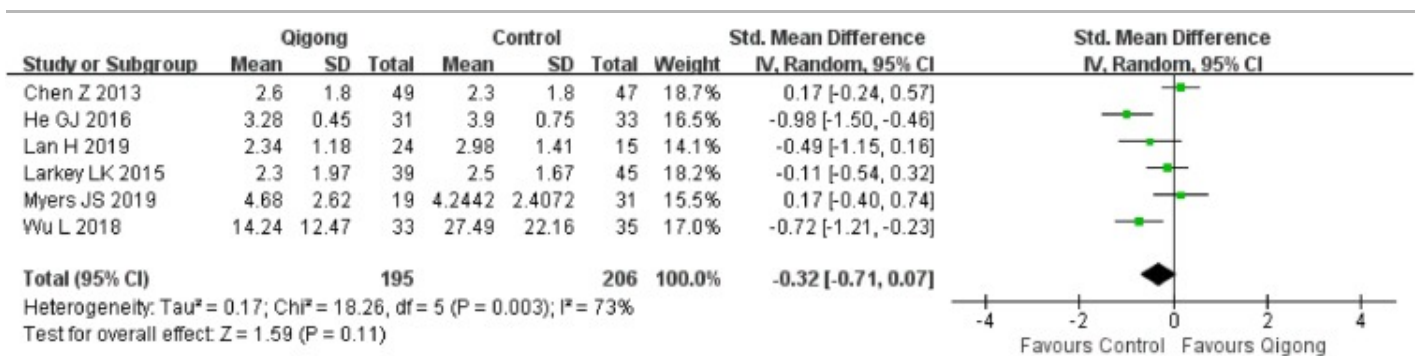 Qigong Control Std. Mean Difference Std. Mean Difference
Study or Subgroup Mean SD Total Mean SD Total Weight IV, Random, 95% CI IV, Random, 95% CI
Chen Z 2013 2.6 1.8 49 2.3 1.8 47 18.7% 0.17 [-0.24, 0.57]
He GJ 2016 3.28 0.45 31 3.9 0.75 33 16.5% -0.98 [-1.50, -0.46]
Lan H 2019 2.34 1.18 24 2.98 1.41 15 14.1% -0.49 [-1.15, 0.16]
Larkey LK 2015 2.3 1.97 39 2.5 1.67 45 18.2% -0.11 [-0.54, 0.32]
Myers JS 2019 4.68 2.62 19 4.2442 2.4072 31 15.5% 0.17 [-0.40, 0.74]
Wu L 2018 14.24 12.47 33 27.49 22.16 35 17.0% -0.72 [-1.21, -0.23]
Total (95% CI) 195 206 100.0% -0.32 [-0.71, 0.07]
Heterogeneity: Tau² = 0.17; Chi² = 18.26, df = 5 (P = 0.003); I² = 73%
Test for overall effect: Z = 1.59 (P = 0.11)
-4 -2 0 2 4
Favours Control Favours Qigong